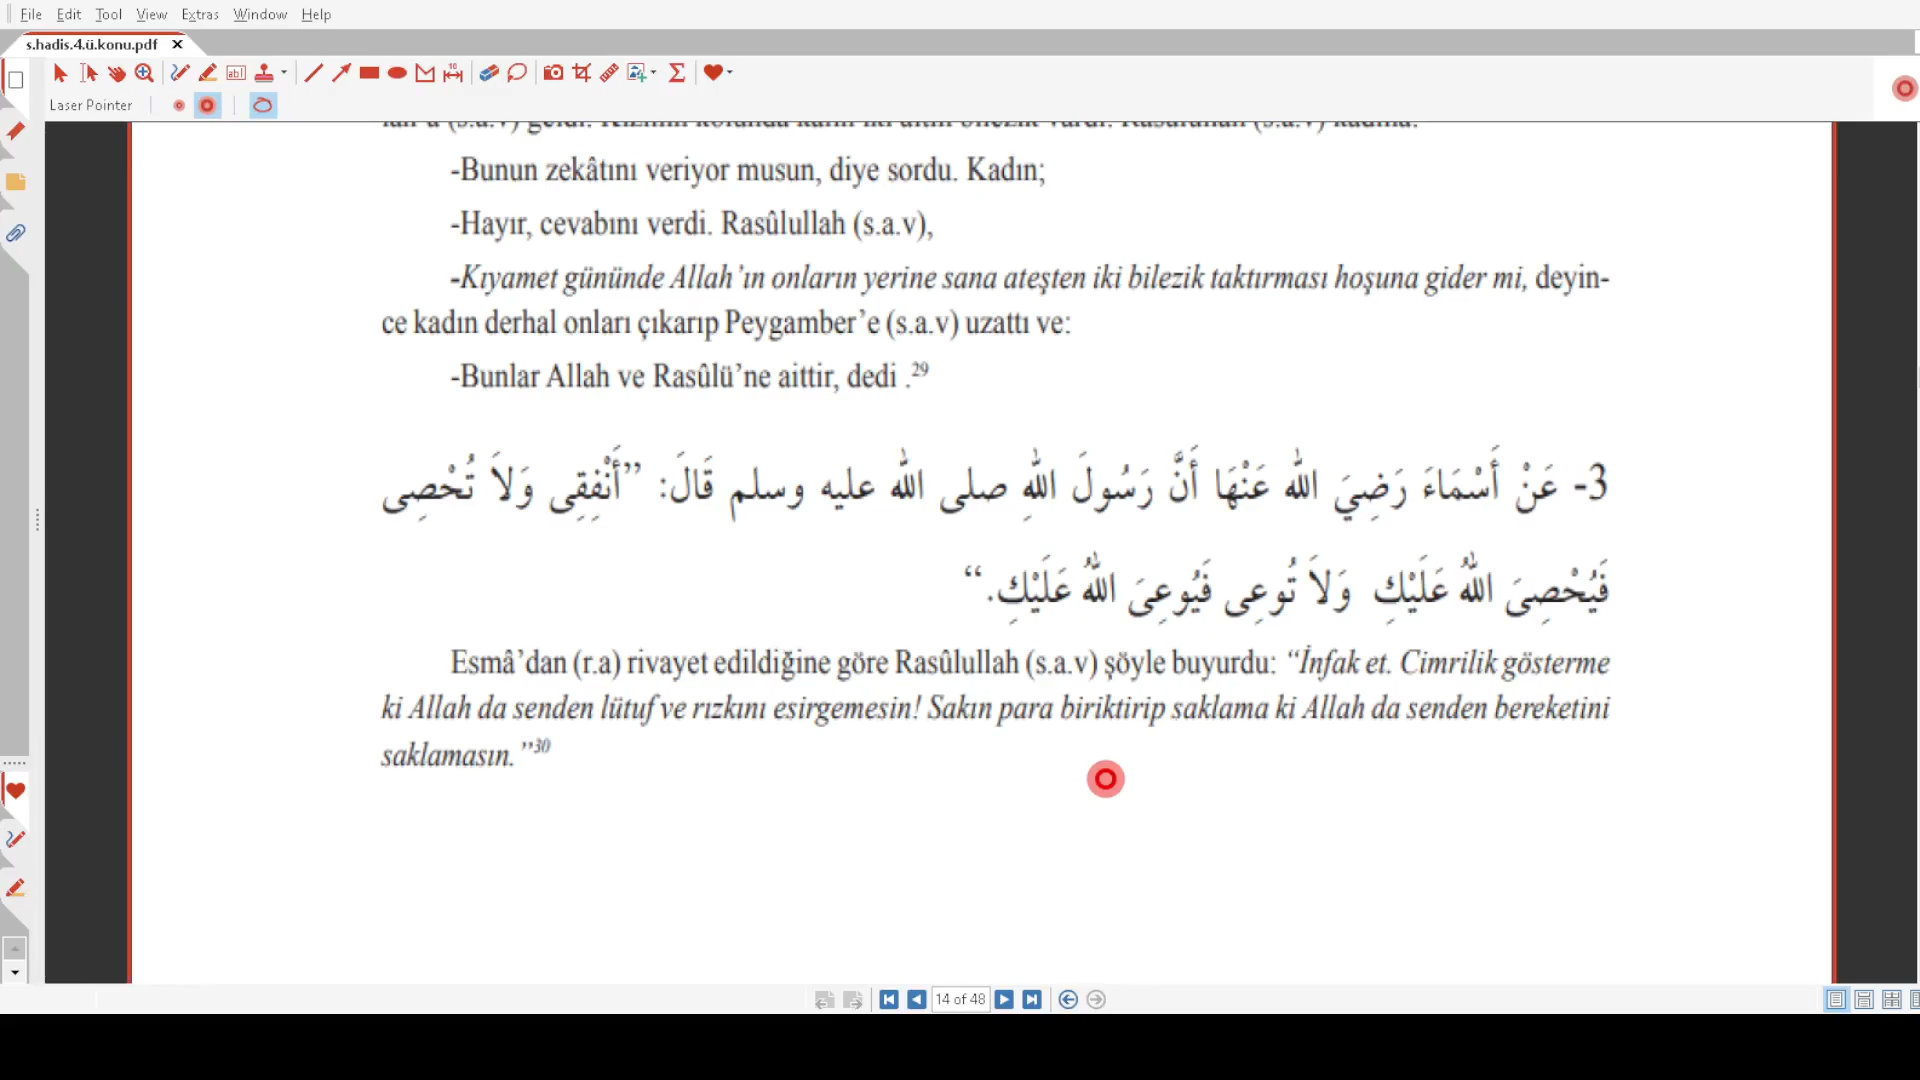 File Edit Tool View Extras Window Help
s.hadis.4.ü.konu.pdf
Laser Pointer
-Bunun zekâtını veriyor musun, diye sordu. Kadın;
-Hayır, cevabını verdi. Rasûlullah (s.a.v),
-Kıyamet gününde Allah’ın onların yerine sana ateşten iki bilezik taktırması hoşuna gider mi, deyin-
ce kadın derhal onları çıkarıp Peygamber’e (s.a.v) uzattı ve:
-Bunlar Allah ve Rasûlü’ne aittir, dedi .29
3- عَنْ أَسْمَاءَ رَضِيَ اللّٰه عَنْهَا أَنَّ رَسُولَ اللّٰهِ صلى اللّٰه عليه وسلم قَالَ: ”أَنْفِقِى وَلاَ تُحْصِى
فَيُحْصِىَ اللّٰهُ عَلَيْكِ وَلاَ تُوعِى فَيُوعِىَ اللّٰهُ عَلَيْكِ.“
Esmâ’dan (r.a) rivayet edildiğine göre Rasûlullah (s.a.v) şöyle buyurdu: “İnfak et. Cimrilik gösterme
ki Allah da senden lütuf ve rızkını esirgemesin! Sakın para biriktirip saklama ki Allah da senden bereketini
saklamasın.”30
14 of 48